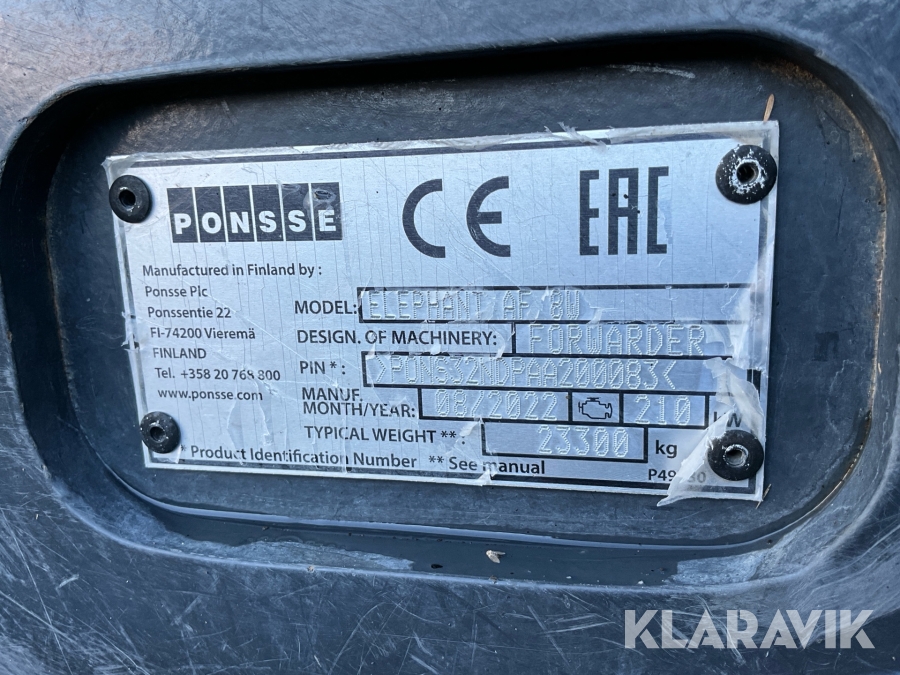 PONSSE
CE EAC
Manufactured in Finland by :
Ponsse Plc
Ponssentie 22
FI-74200 Vieremä
FINLAND
Tel. +358 20 768 800
www.ponsse.com
MODEL: ELEPHANT AF 8W
DESIGN. OF MACHINERY: FORWARDER
PIN * : >PONS32NDPAA200083<
MANUF.
MONTH/YEAR: 08/2022 210 kW
TYPICAL WEIGHT ** : 23300 kg
* Product Identification Number ** See manual
KLARAVIK